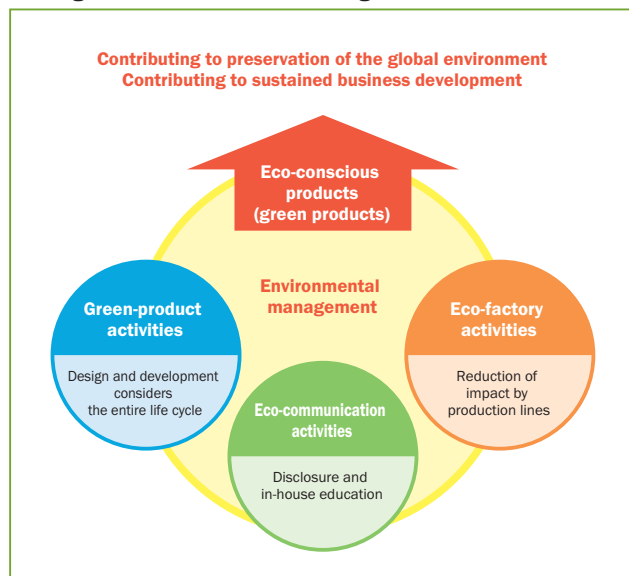 Contributing to preservation of the global environment
Contributing to sustained business development
Eco-conscious
products
(green products)
Environmental
management
Green-product
activities
Design and development
considers
the entire life cycle
Eco-communication
activities
Disclosure and
in-house education
Eco-factory
activities
Reduction of
impact by
production lines